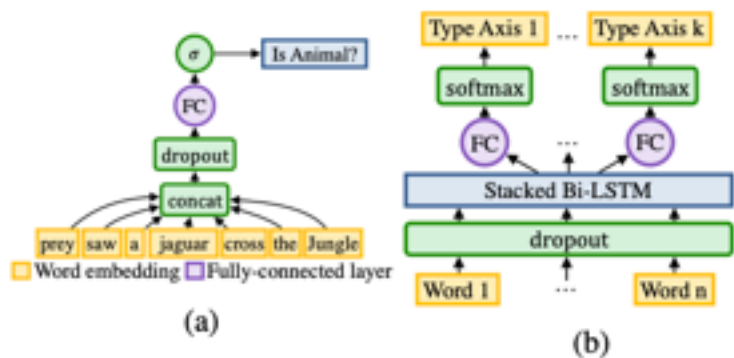 σ
Is Animal?
FC
dropout
concat
prey saw a jaguar cross the Jungle
Word embedding Fully-connected layer
(a)
Type Axis 1 ... Type Axis k
softmax softmax
FC ... FC
Stacked Bi-LSTM
dropout
Word 1 ... Word n
(b)